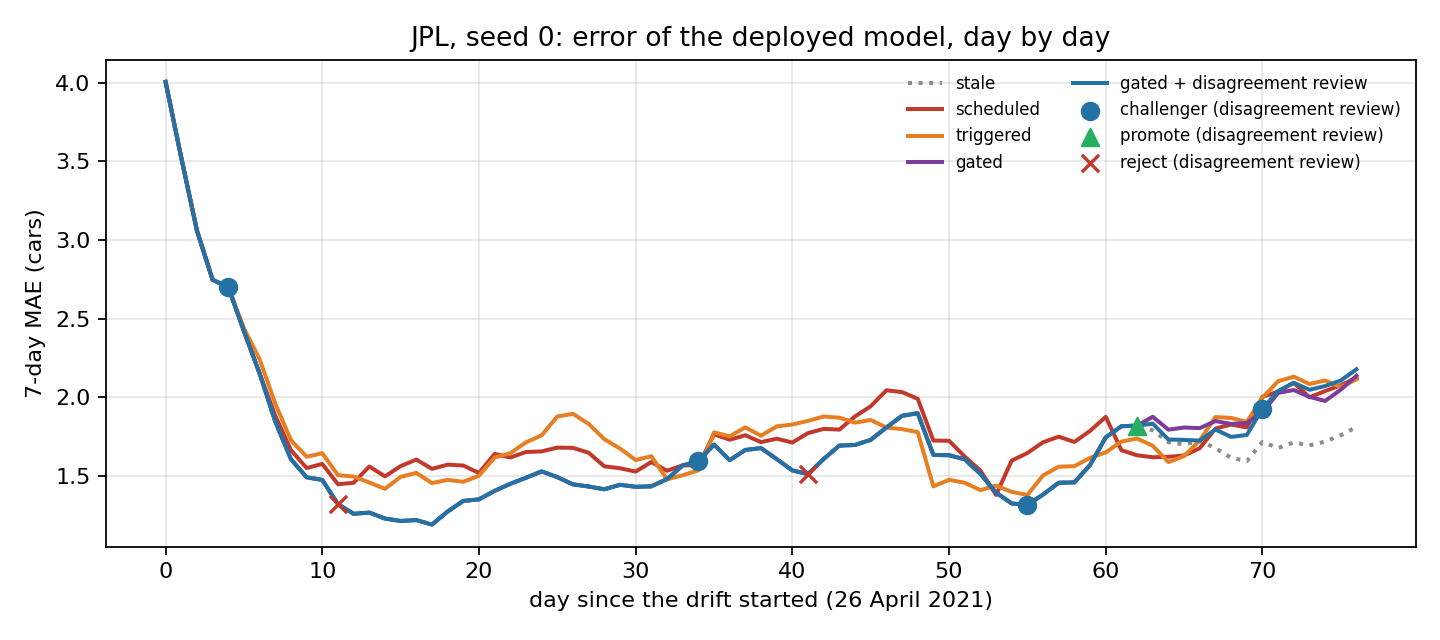 JPL, seed 0: error of the deployed model, day by day
stale
scheduled
triggered
gated
gated + disagreement review
challenger (disagreement review)
promote (disagreement review)
reject (disagreement review)
7-day MAE (cars)
4.0
3.5
3.0
2.5
2.0
1.5
0 10 20 30 40 50 60 70
day since the drift started (26 April 2021)